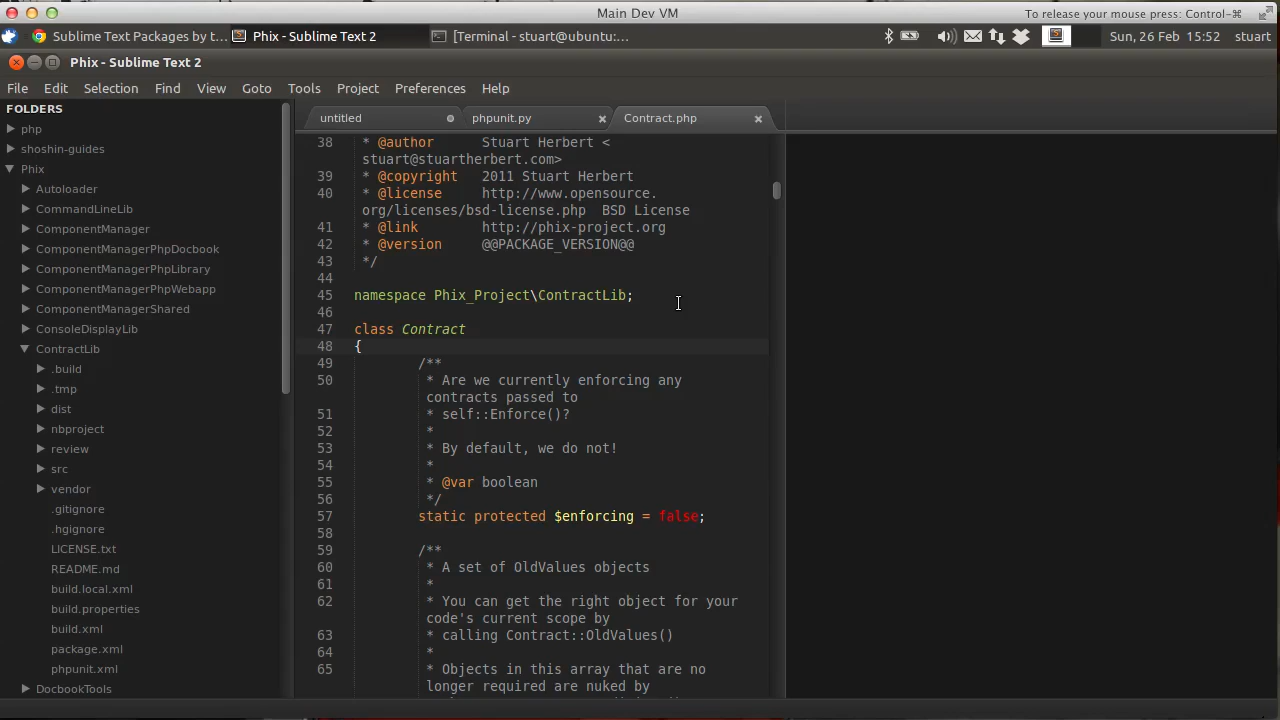 Main Dev VM
To release your mouse press: Control-⌘
Sublime Text Packages by t...
Phix - Sublime Text 2
[Terminal - stuart@ubuntu:...
Sun, 26 Feb 15:52 stuart
Phix - Sublime Text 2
File Edit Selection Find View Goto Tools Project Preferences Help
FOLDERS
php
shoshin-guides
Phix
Autoloader
CommandLineLib
ComponentManager
ComponentManagerPhpDocbook
ComponentManagerPhpLibrary
ComponentManagerPhpWebapp
ComponentManagerShared
ConsoleDisplayLib
ContractLib
.build
.tmp
dist
nbproject
review
src
vendor
.gitignore
.hgignore
LICENSE.txt
README.md
build.local.xml
build.properties
build.xml
package.xml
phpunit.xml
DocbookTools
untitled
phpunit.py
Contract.php
38 * @author Stuart Herbert <
stuart@stuartherbert.com>
39 * @copyright 2011 Stuart Herbert
40 * @license http://www.opensource.
org/licenses/bsd-license.php BSD License
41 * @link http://phix-project.org
42 * @version @@PACKAGE_VERSION@@
43 */
44
45 namespace Phix_Project\ContractLib;
46
47 class Contract
48 {
49 /**
50 * Are we currently enforcing any
contracts passed to
51 * self::Enforce()?
52 *
53 * By default, we do not!
54 *
55 * @var boolean
56 */
57 static protected $enforcing = false;
58
59 /**
60 * A set of OldValues objects
61 *
62 * You can get the right object for your
code's current scope by
63 * calling Contract::OldValues()
64 *
65 * Objects in this array that are no
longer required are nuked by